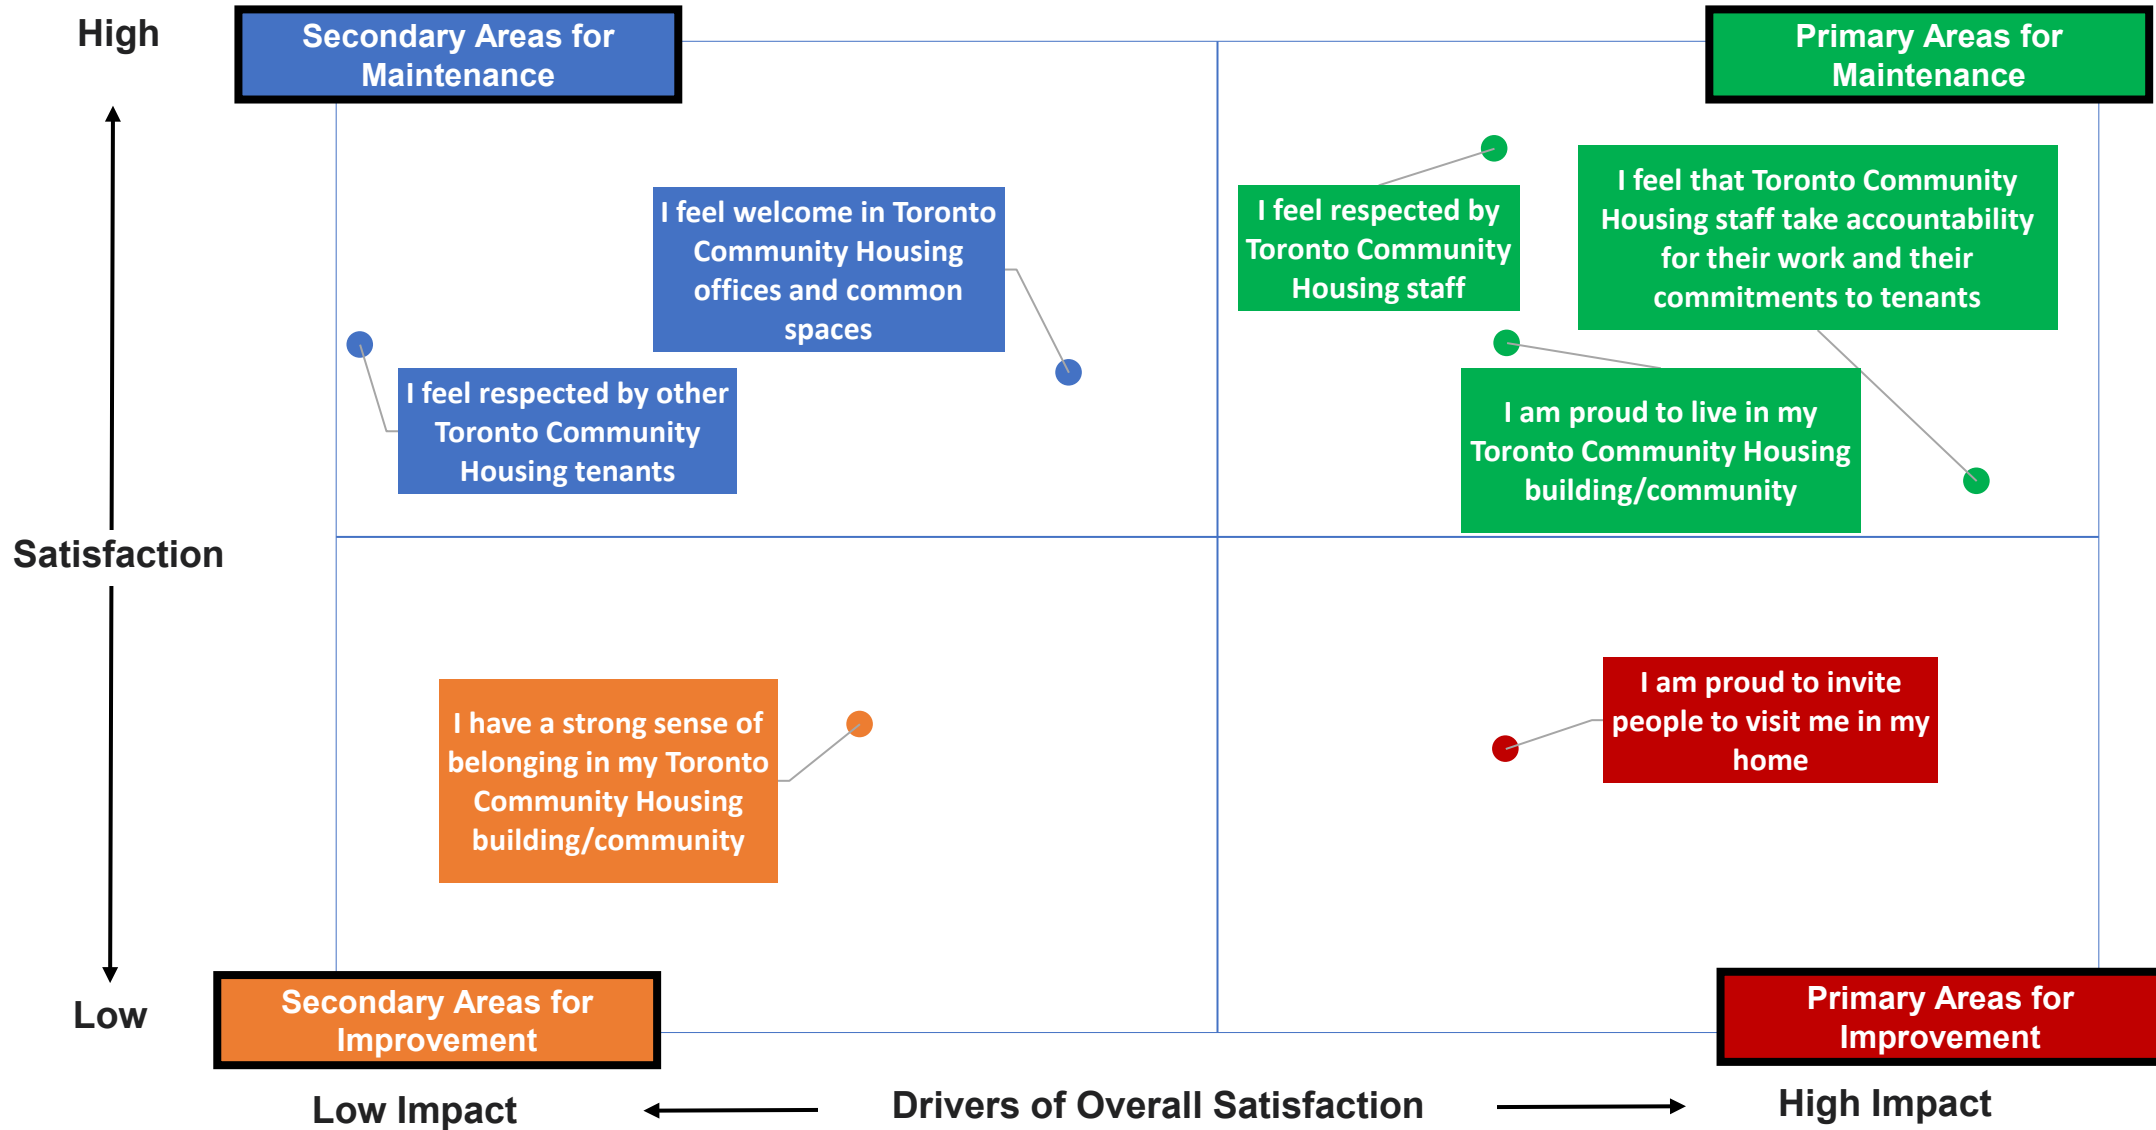 High
Secondary Areas for
Maintenance
Primary Areas for
Maintenance
I feel welcome in Toronto
Community Housing
offices and common
spaces
I feel respected by
Toronto Community
Housing staff
I feel that Toronto Community
Housing staff take accountability
for their work and their
commitments to tenants
I feel respected by other
Toronto Community
Housing tenants
I am proud to live in my
Toronto Community Housing
building/community
Satisfaction
I have a strong sense of
belonging in my Toronto
Community Housing
building/community
I am proud to invite
people to visit me in my
home
Low
Secondary Areas for
Improvement
Primary Areas for
Improvement
Low Impact
Drivers of Overall Satisfaction
High Impact